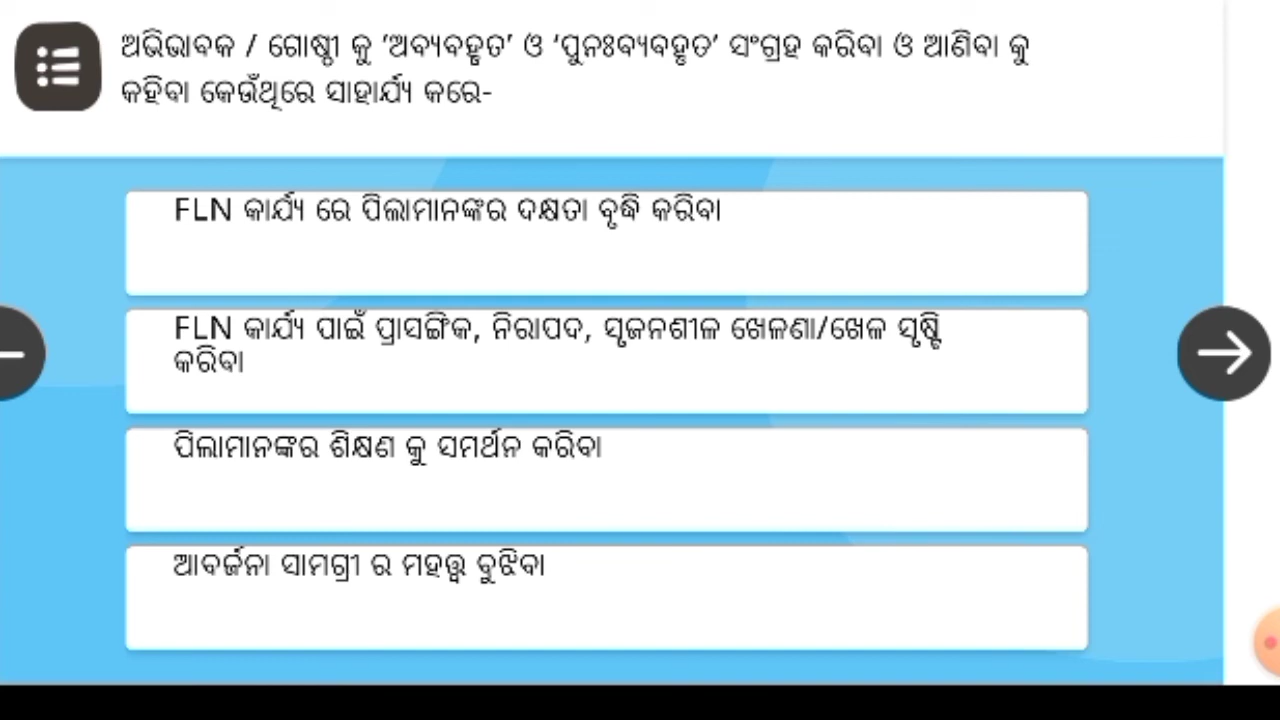 ଅଭିଭାବକ / ଗୋଷ୍ଠୀ କୁ ‘ଅବ୍ୟବହୃତ’ ଓ ‘ପୁନଃବ୍ୟବହୃତ’ ସଂଗ୍ରହ କରିବା ଓ ଆଣିବା କୁ
କହିବା କେଉଁଥିରେ ସାହାର୍ଯ୍ୟ କରେ-
FLN କାର୍ଯ୍ୟ ରେ ପିଲାମାନଙ୍କର ଦକ୍ଷତା ବୃଦ୍ଧି କରିବା
FLN କାର୍ଯ୍ୟ ପାଇଁ ପ୍ରାସଙ୍ଗିକ, ନିରାପଦ, ସୃଜନଶୀଳ ଖେଳଣା/ଖେଳ ସୃଷ୍ଟି
କରିବା
ପିଲାମାନଙ୍କର ଶିକ୍ଷଣ କୁ ସମର୍ଥନ କରିବା
ଆବର୍ଜନା ସାମଗ୍ରୀ ର ମହତ୍ତ୍ୱ ବୁଝିବା